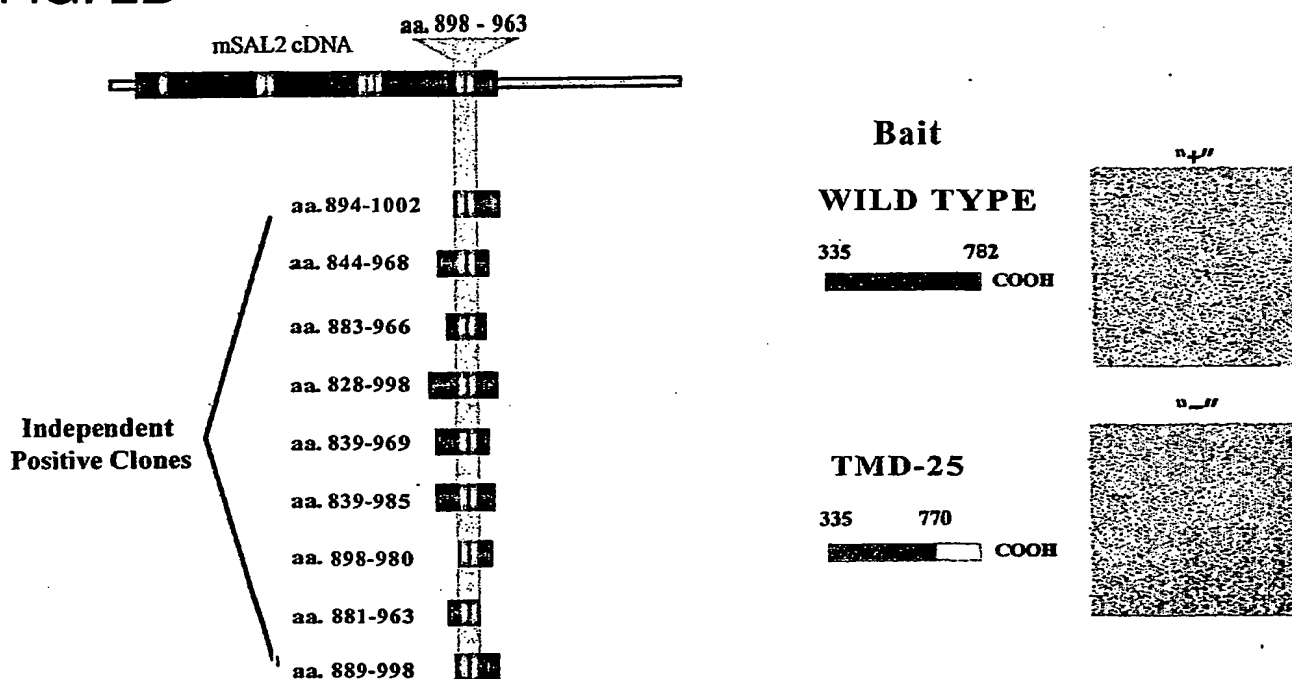 aa. 898 - 963
mSAL2 cDNA
aa. 894-1002
aa. 844-968
aa. 883-966
aa. 828-998
aa. 839-969
aa. 839-985
aa. 898-980
aa. 881-963
aa. 889-998
Independent
Positive Clones
Bait
WILD TYPE
335 782
COOH
"+"
TMD-25
335 770
COOH
"–"